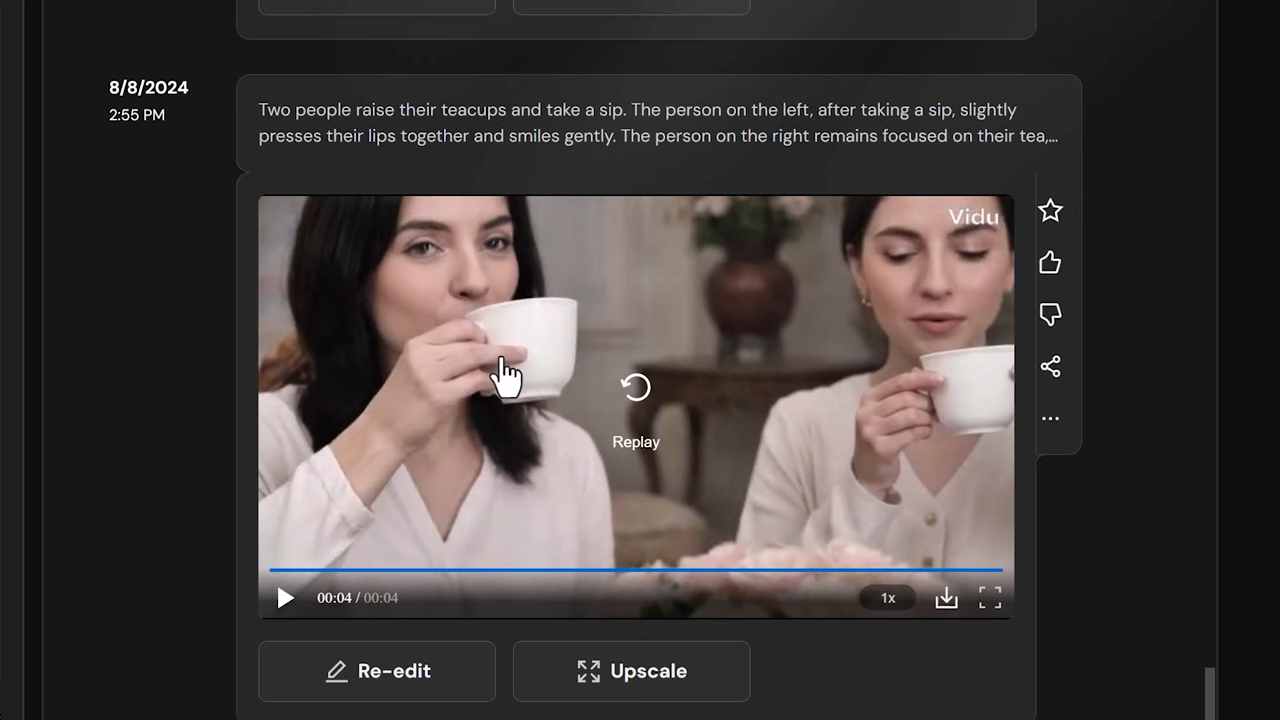 8/8/2024
2:55 PM
Two people raise their teacups and take a sip. The person on the left, after taking a sip, slightly
presses their lips together and smiles gently. The person on the right remains focused on their tea,...
Vidu
Replay
00:04 / 00:04
1x
Re-edit
Upscale